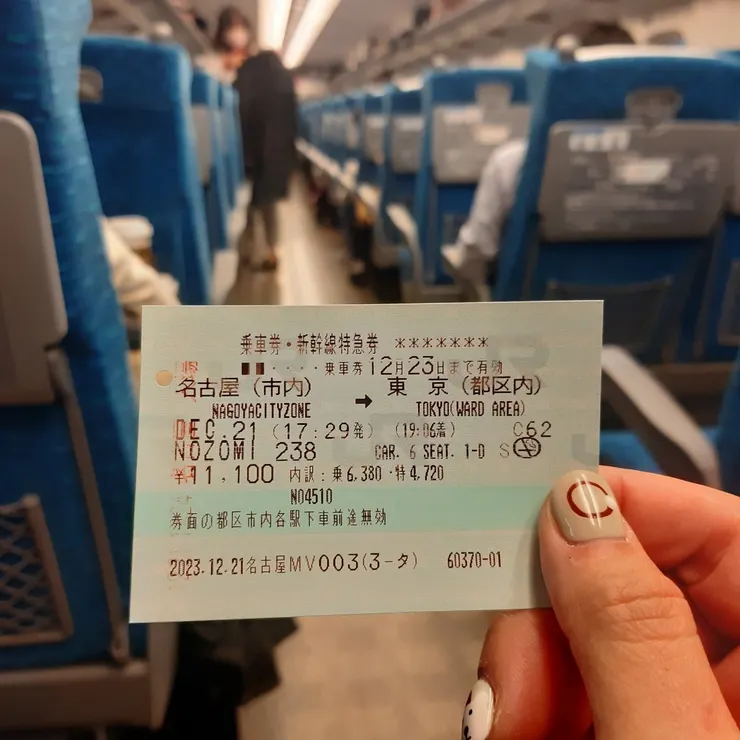 乗車券・新幹線特急券 *******
■■・・・・乗車券12月23日まで有効
名古屋（市内） ➡ 東 京（都区内）
NAGOYACITYZONE TOKYO(WARD AREA)
DEC.21 (17:29発) (19:06着) C62
NOZOMI 238 CAR. 6 SEAT. 1-D S
¥11,100 内訳：乗6,380・特4,720
NO4510
券面の都区市内各駅下車前途無効
2023.12.21名古屋MV003(3-タ) 60370-01